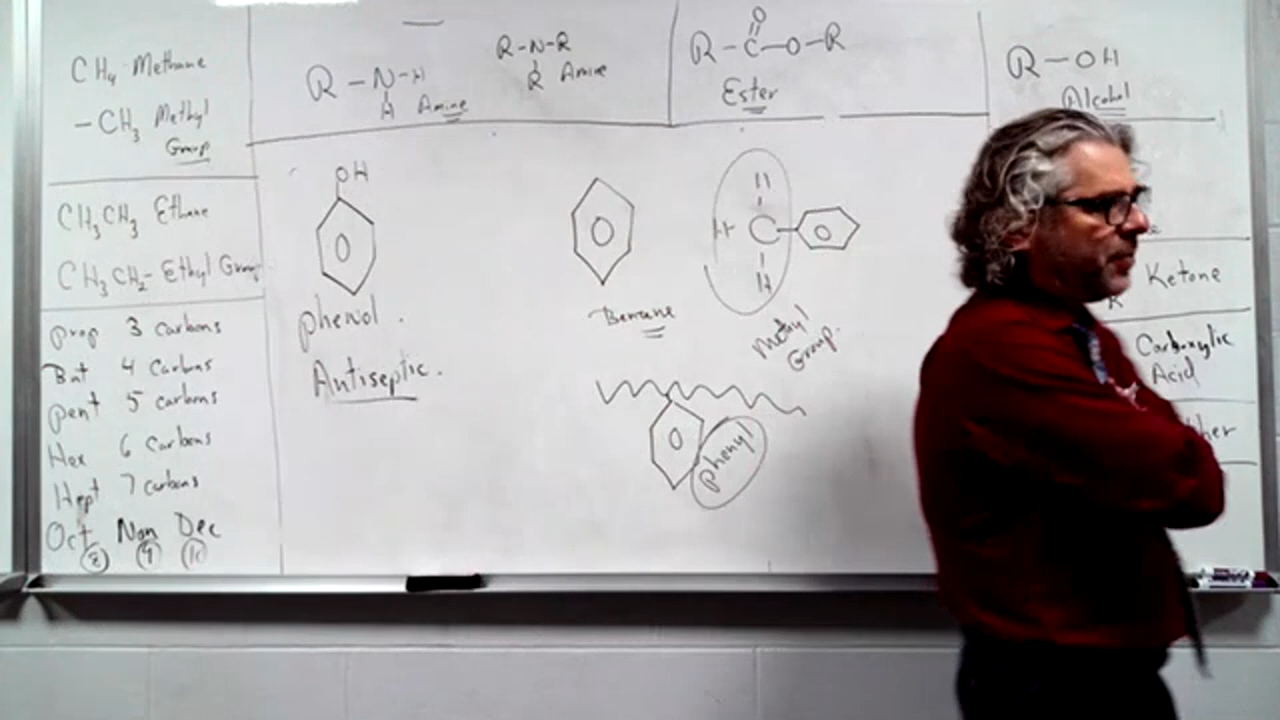 CH4 Methane
-CH3 Methyl
Group
CH3CH3 Ethane
CH3CH2- Ethyl Group
Prop 3 carbons
But 4 Carbons
Pent 5 carbons
Hex 6 Carbons
Hept 7 carbons
Oct Non Dec
8 9 10
R-N-H
H Amine
R-N-R
R Amine
O
R-C-O-R
Ester
R-OH
Alcohol
OH
phenol.
Antiseptic.
Benzene
H
H C
H
Methyl
Group.
phenyl
Ketone
R
Carboxylic
Acid
ther